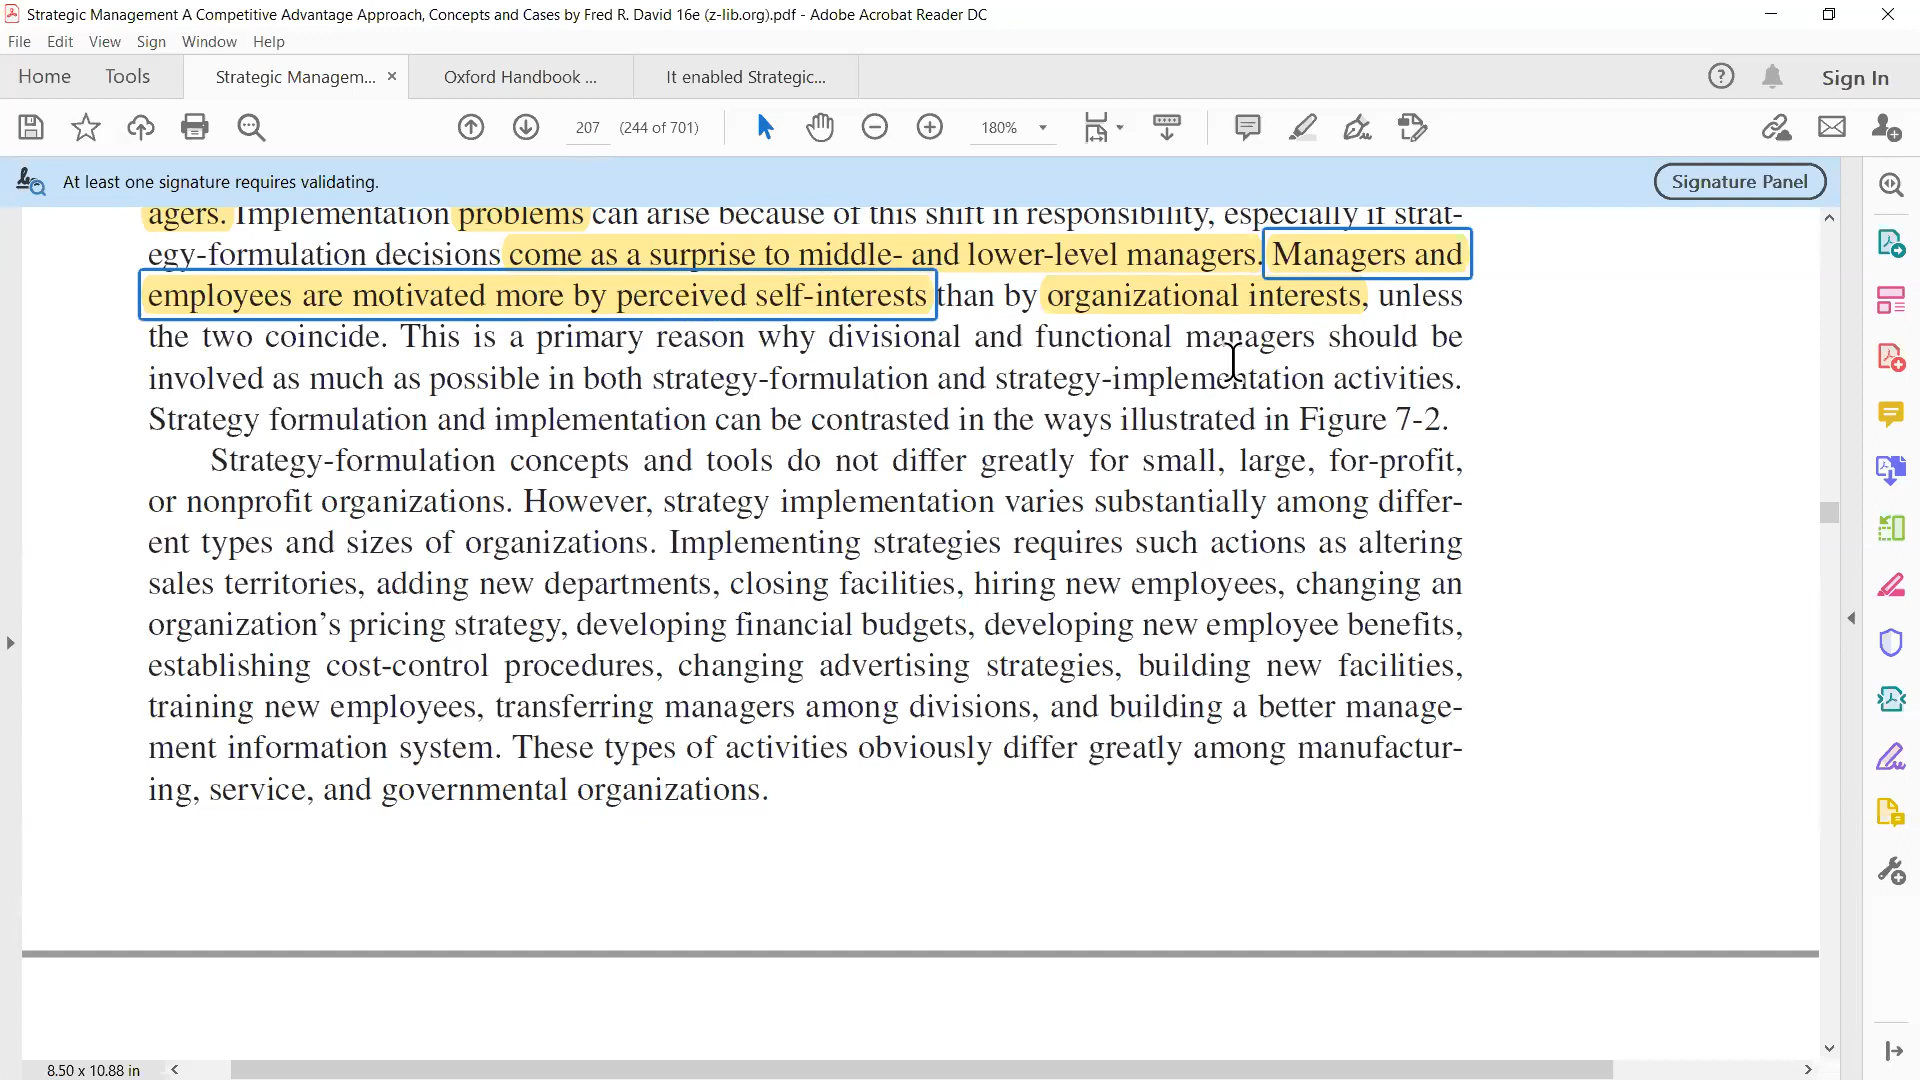 Strategic Management A Competitive Advantage Approach, Concepts and Cases by Fred R. David 16e (z-lib.org).pdf - Adobe Acrobat Reader DC
File Edit View Sign Window Help
Home Tools Strategic Managem... × Oxford Handbook ... It enabled Strategic... Sign In
207 (244 of 701) 180%
At least one signature requires validating. Signature Panel
agers. Implementation problems can arise because of this shift in responsibility, especially if strat-
egy-formulation decisions come as a surprise to middle- and lower-level managers. Managers and
employees are motivated more by perceived self-interests than by organizational interests, unless
the two coincide. This is a primary reason why divisional and functional managers should be
involved as much as possible in both strategy-formulation and strategy-implementation activities.
Strategy formulation and implementation can be contrasted in the ways illustrated in Figure 7-2.
Strategy-formulation concepts and tools do not differ greatly for small, large, for-profit,
or nonprofit organizations. However, strategy implementation varies substantially among differ-
ent types and sizes of organizations. Implementing strategies requires such actions as altering
sales territories, adding new departments, closing facilities, hiring new employees, changing an
organization's pricing strategy, developing financial budgets, developing new employee benefits,
establishing cost-control procedures, changing advertising strategies, building new facilities,
training new employees, transferring managers among divisions, and building a better manage-
ment information system. These types of activities obviously differ greatly among manufactur-
ing, service, and governmental organizations.
8.50 x 10.88 in